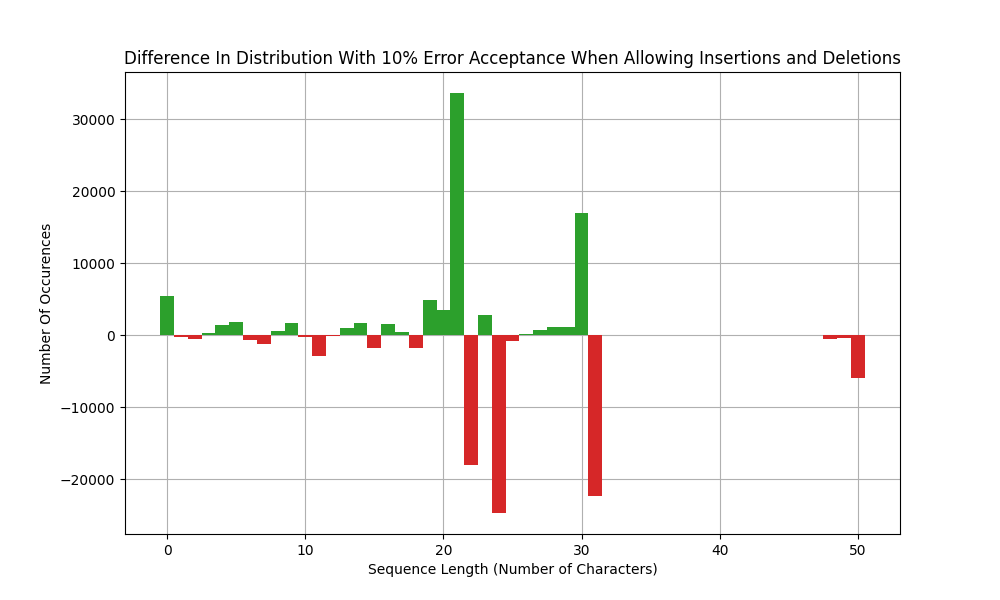 Difference In Distribution With 10% Error Acceptance When Allowing Insertions and Deletions
30000
20000
10000
0
−10000
−20000
Number Of Occurences
0 10 20 30 40 50
Sequence Length (Number of Characters)